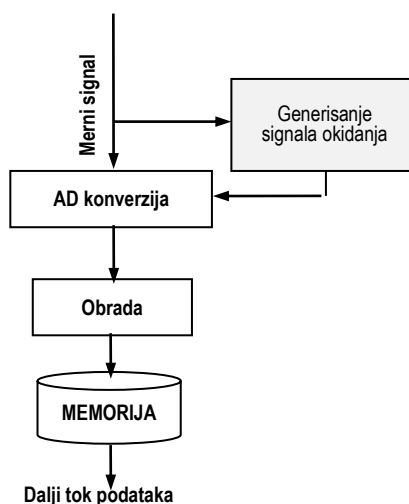 Merni signal
Generisanje
signala okidanja
AD konverzija
Obrada
MEMORIJA
Dalji tok podataka